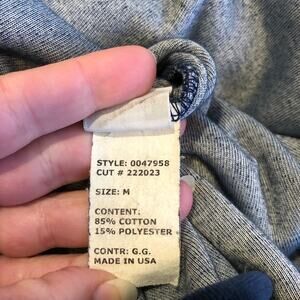 STYLE: 0047958
CUT # 222023
SIZE: M
CONTENT.
85% COTTON
15% POLYESTER
CONTR: G.G.
MADE IN USA